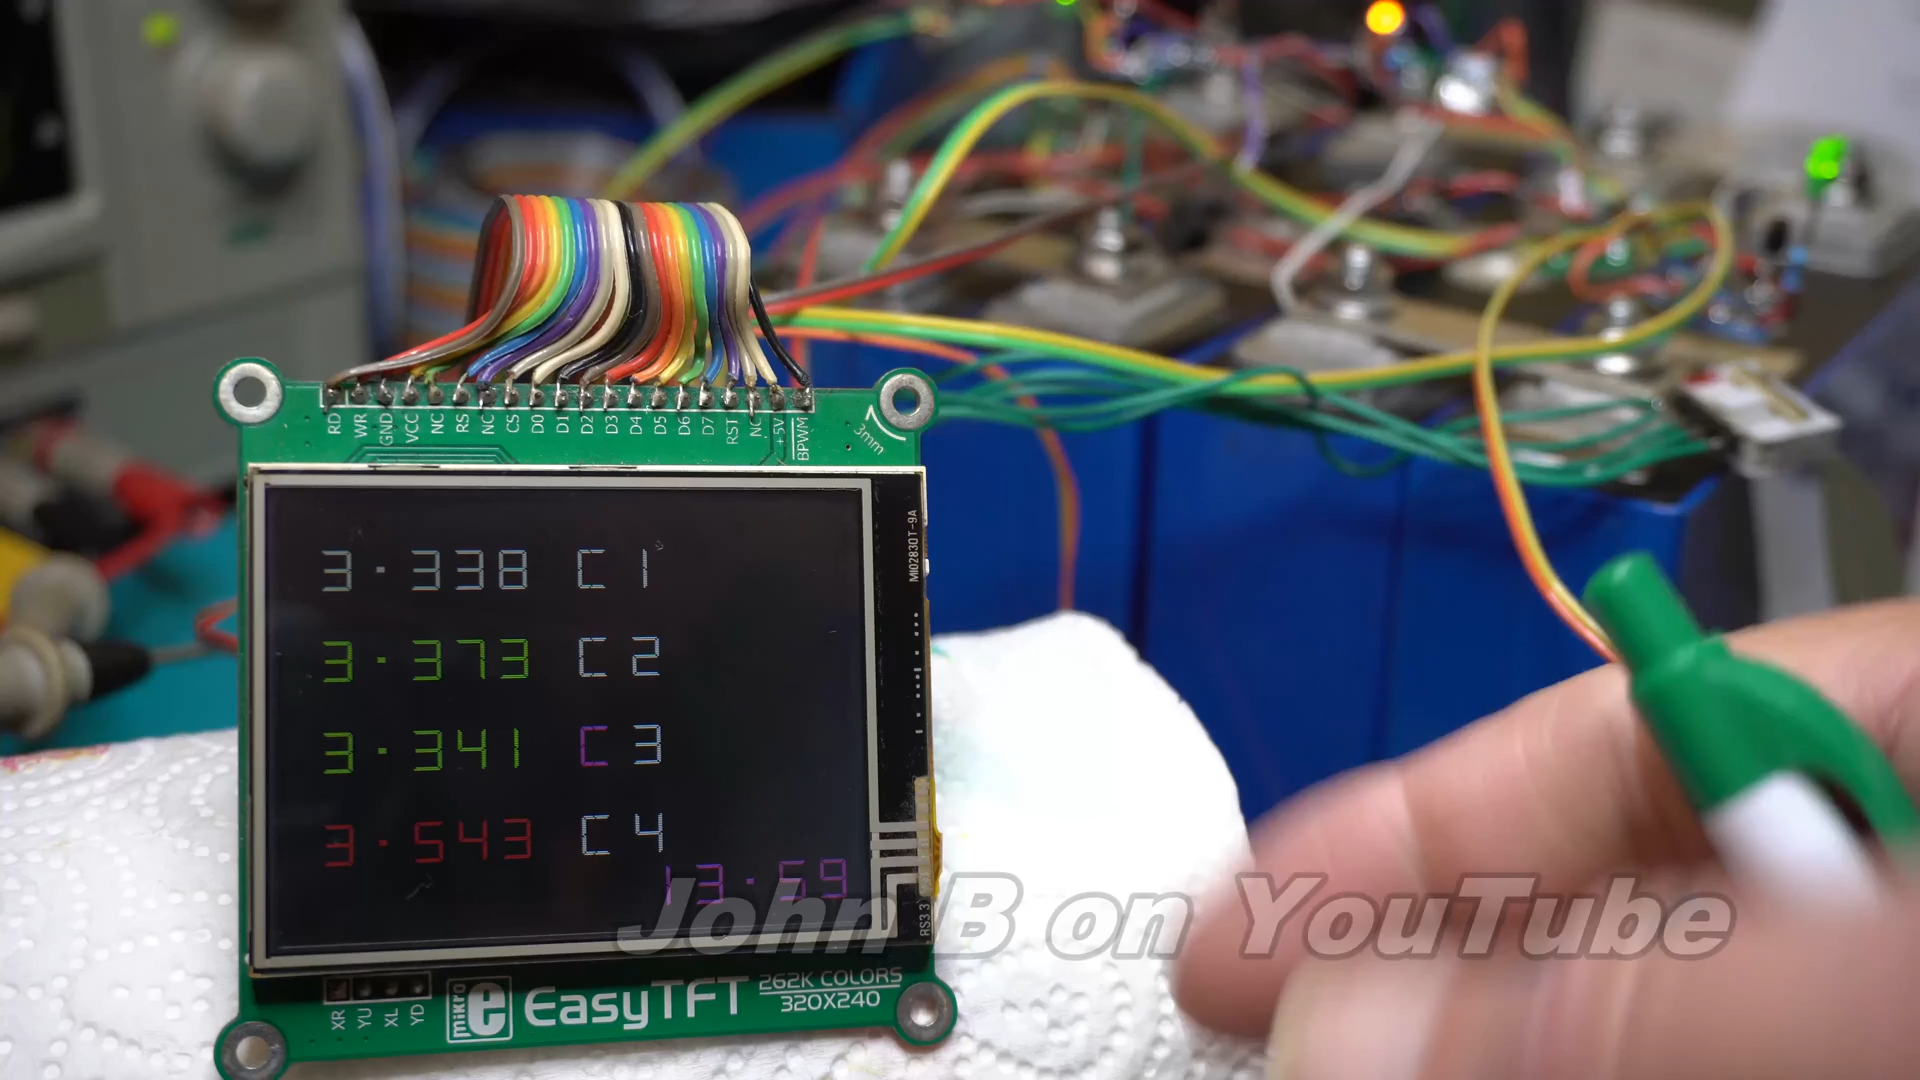 RD WR GND VCC NC RS NC CS D0 D1 D2 D3 D4 D5 D6 D7 RST NC +5V BPWM
3mm
MI0283QT-9A
3.338 C1
3.373 C2
3.341 C3
3.543 C4
13.59
RS3.3
John B on YouTube
XR YU XL YD
mikro e EasyTFT 262K COLORS
320X240